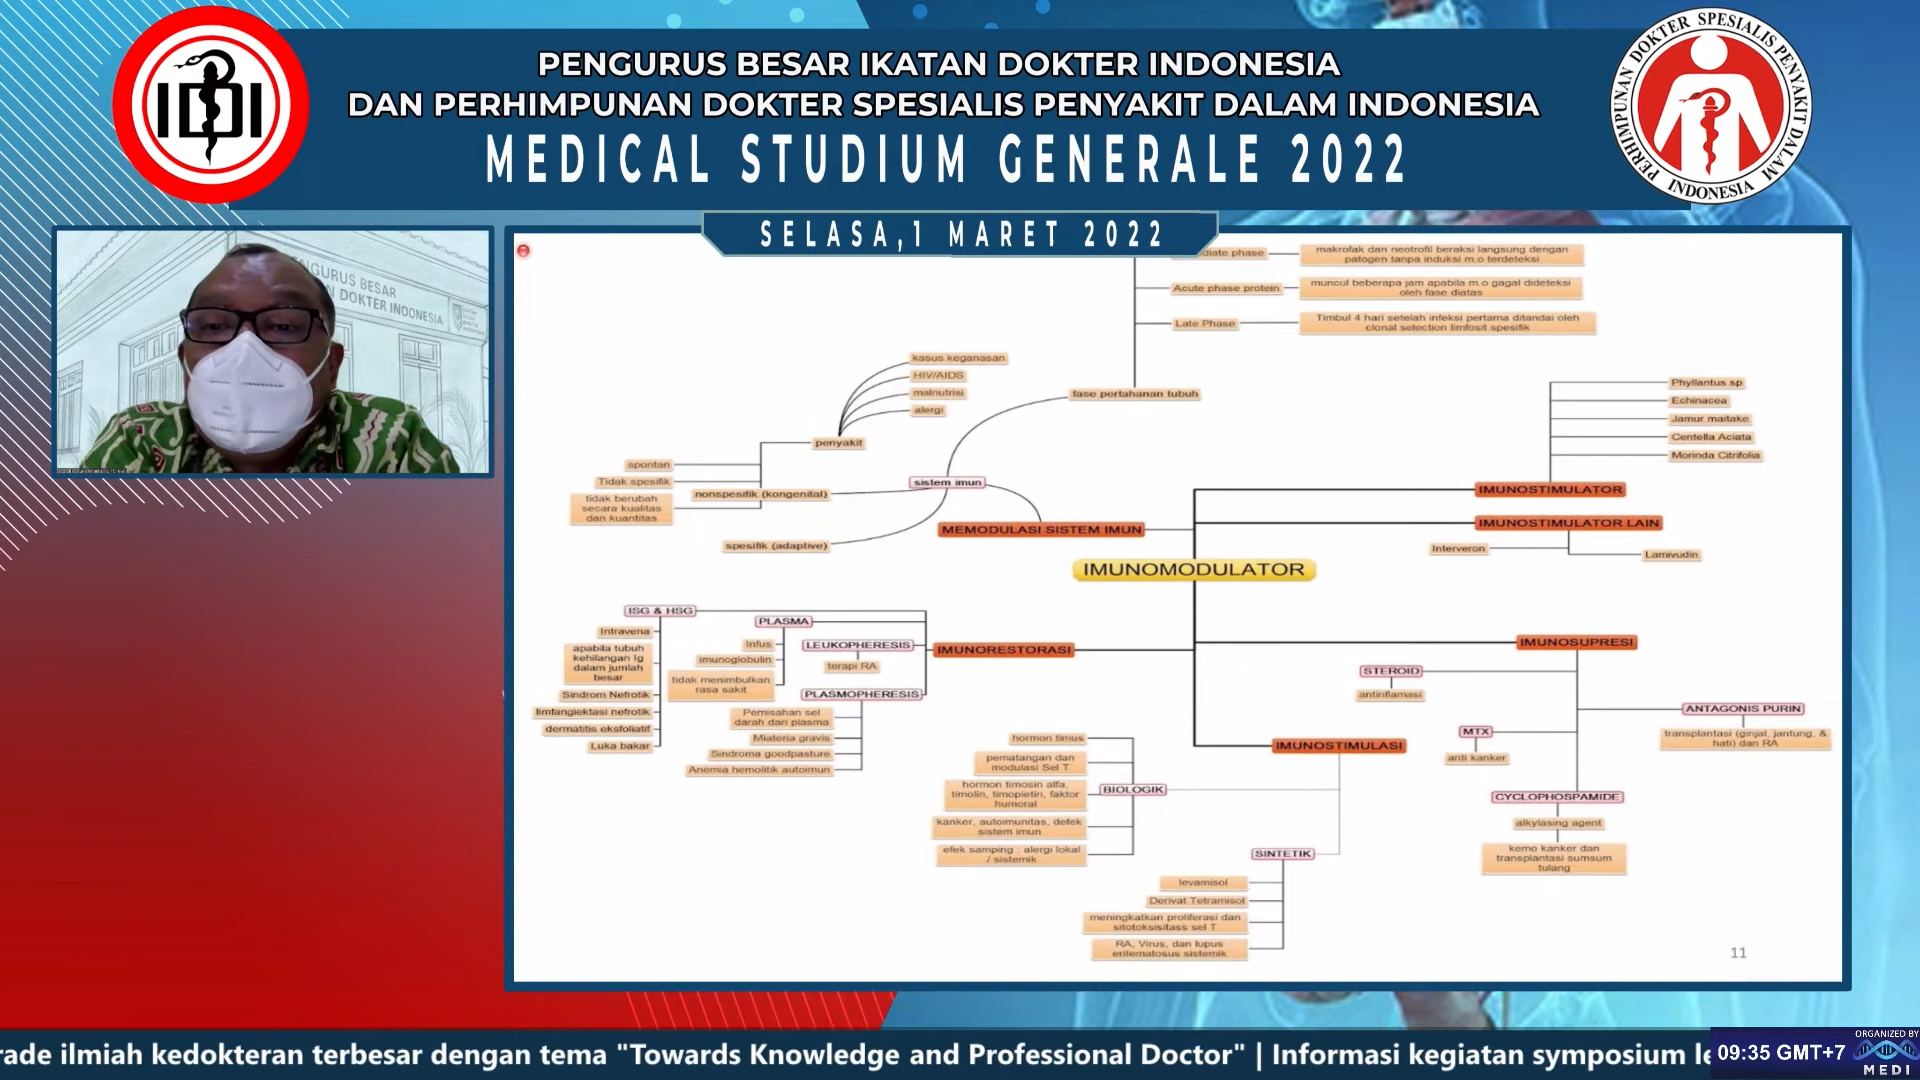 PENGURUS BESAR IKATAN DOKTER INDONESIA
DAN PERHIMPUNAN DOKTER SPESIALIS PENYAKIT DALAM INDONESIA
MEDICAL STUDIUM GENERALE 2022
SELASA,1 MARET 2022
IDI
PERHIMPUNAN DOKTER SPESIALIS PENYAKIT DALAM
INDONESIA
NGURUS BESAR
N DOKTER INDONESIA
diate phase
makrofak dan neotrofil beraksi langsung dengan
patogen tanpa induksi m.o terdeteksi
Acute phase protein
muncul beberapa jam apabila m.o gagal dideteksi
oleh fase diatas
Late Phase
Timbul 4 hari setelah infeksi pertama ditandai oleh
clonal selection limfosit spesifik
kasus keganasan
HIV/AIDS
malnutrisi
alergi
fase pertahanan tubuh
penyakit
spontan
Tidak spesifik
tidak berubah
secara kualitas
dan kuantitas
nonspesifik (kongenital)
sistem imun
spesifik (adaptive)
MEMODULASI SISTEM IMUN
Phyllantus sp
Echinacea
Jamur maitake
Centella Aciata
Morinda Citrifolia
IMUNOSTIMULATOR
IMUNOSTIMULATOR LAIN
Interveron
Lamivudin
IMUNOMODULATOR
ISG & HSG
Intravena
apabila tubuh
kehilangan Ig
dalam jumlah
besar
Sindrom Nefrotik
limfangiektasi nefrotik
dermatitis eksfoliatif
Luka bakar
PLASMA
Infus
imunoglobulin
tidak menimbulkan
rasa sakit
LEUKOPHERESIS
terapi RA
PLASMOPHERESIS
Pemisahan sel
darah dari plasma
Miateria gravis
Sindroma goodpasture
Anemia hemolitik autoimun
IMUNORESTORASI
IMUNOSUPRESI
STEROID
antinflamasi
ANTAGONIS PURIN
transplantasi (ginjal, jantung, &
hati) dan RA
MTX
anti kanker
CYCLOPHOSPAMIDE
alkylasing agent
kemo kanker dan
transplantasi sumsum
tulang
IMUNOSTIMULASI
hormon timus
pematangan dan
modulasi Sel T
hormon timosin alfa,
timolin, timopietin, faktor
humoral
kanker, autoimunitas, defek
sistem imun
efek samping : alergi lokal
/ sistemik
BIOLOGIK
SINTETIK
levamisol
Derivat Tetramisol
meningkatkan proliferasi dan
sitotoksisitass sel T
RA, Virus, dan lupus
eritematosus sistemik
11
rade ilmiah kedokteran terbesar dengan tema "Towards Knowledge and Professional Doctor" | Informasi kegiatan symposium le
09:35 GMT+7
ORGANIZED BY
MEDI